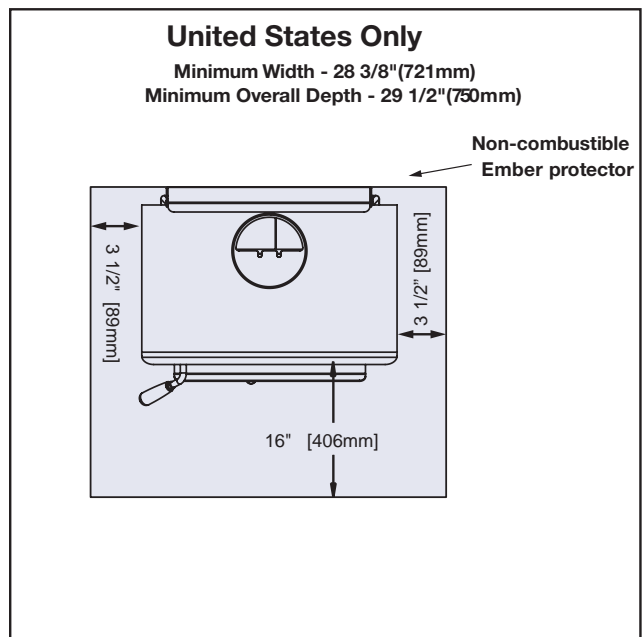 United States Only
Minimum Width - 28 3/8"(721mm)
Minimum Overall Depth - 29 1/2"(750mm)
Non-combustible
Ember protector
3 1/2" [89mm]
3 1/2" [89mm]
16" [406mm]